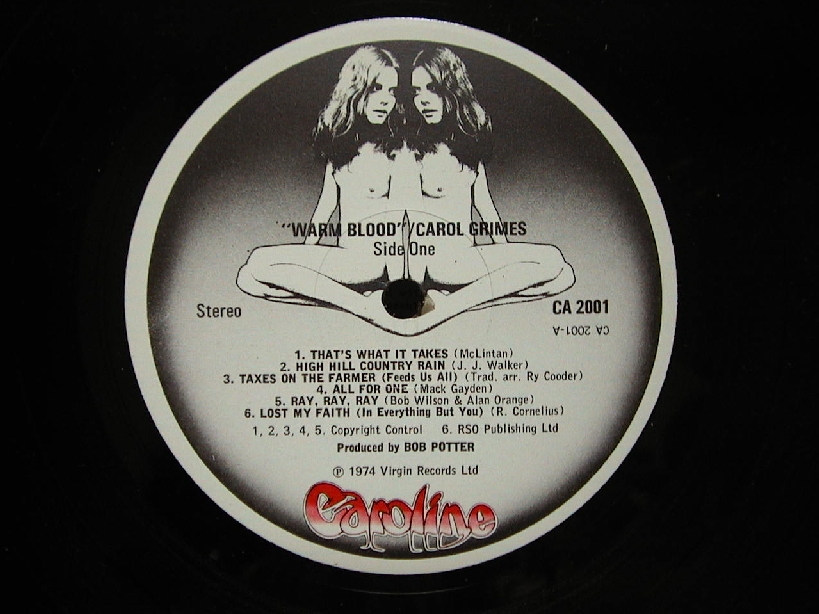 "WARM BLOOD"/CAROL GRIMES
Side One
Stereo
CA 2001
CA 2001-A
1. THAT'S WHAT IT TAKES (McLintan)
2. HIGH HILL COUNTRY RAIN (J. J. Walker)
3. TAXES ON THE FARMER (Feeds Us All) (Trad. arr. Ry Cooder)
4. ALL FOR ONE (Mack Gayden)
5. RAY, RAY, RAY (Bob Wilson & Alan Orange)
6. LOST MY FAITH (In Everything But You) (R. Cornelius)
1, 2, 3, 4, 5. Copyright Control 6. RSO Publishing Ltd
Produced by BOB POTTER
℗ 1974 Virgin Records Ltd
Caroline